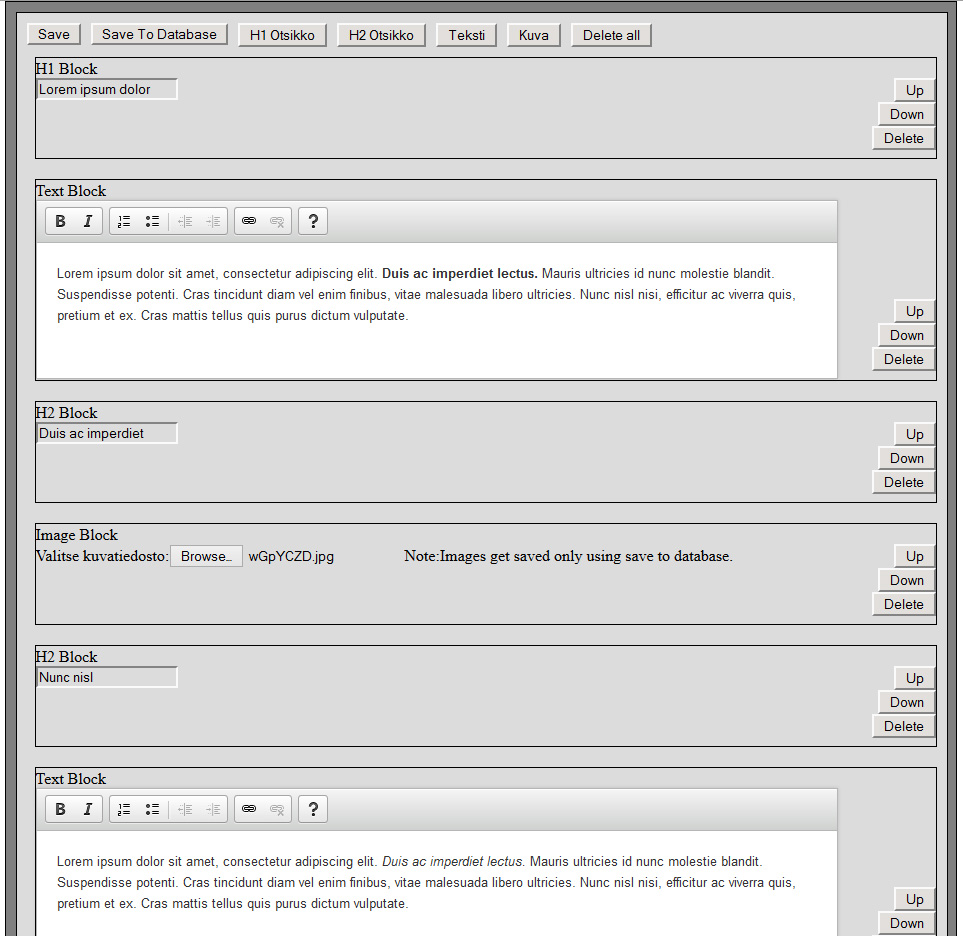 Save Save To Database H1 Otsikko H2 Otsikko Teksti Kuva Delete all
H1 Block
Lorem ipsum dolor
Up
Down
Delete
Text Block
B I ?
Lorem ipsum dolor sit amet, consectetur adipiscing elit. Duis ac imperdiet lectus. Mauris ultricies id nunc molestie blandit.
Suspendisse potenti. Cras tincidunt diam vel enim finibus, vitae malesuada libero ultricies. Nunc nisl nisi, efficitur ac viverra quis,
pretium et ex. Cras mattis tellus quis purus dictum vulputate.
Up
Down
Delete
H2 Block
Duis ac imperdiet
Up
Down
Delete
Image Block
Valitse kuvatiedosto: Browse... wGpYCZD.jpg Note:Images get saved only using save to database.
Up
Down
Delete
H2 Block
Nunc nisl
Up
Down
Delete
Text Block
B I ?
Lorem ipsum dolor sit amet, consectetur adipiscing elit. Duis ac imperdiet lectus. Mauris ultricies id nunc molestie blandit.
Suspendisse potenti. Cras tincidunt diam vel enim finibus, vitae malesuada libero ultricies. Nunc nisl nisi, efficitur ac viverra quis,
pretium et ex. Cras mattis tellus quis purus dictum vulputate.
Up
Down